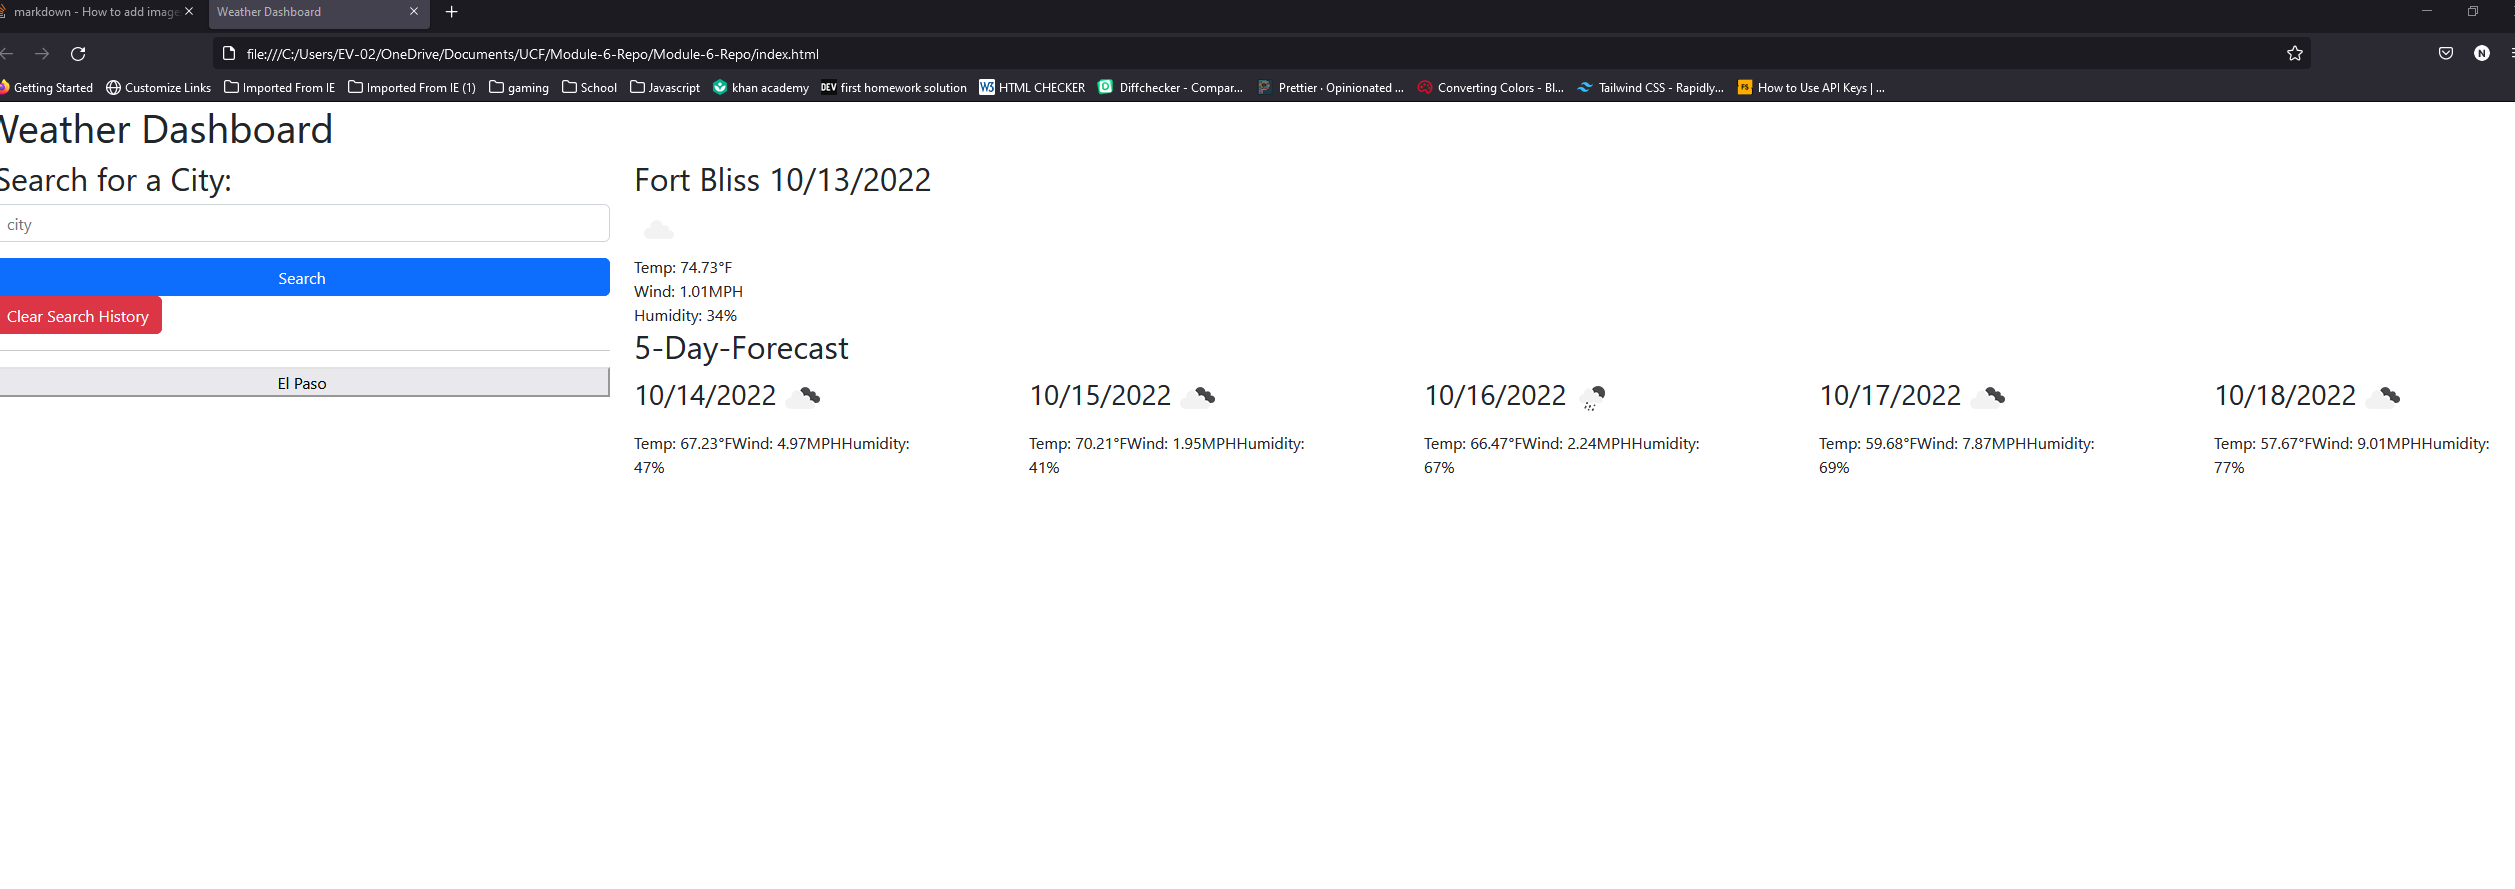 markdown - How to add image
Weather Dashboard
file:///C:/Users/EV-02/OneDrive/Documents/UCF/Module-6-Repo/Module-6-Repo/index.html
N
Getting Started
Customize Links
Imported From IE
Imported From IE (1)
gaming
School
Javascript
khan academy
DEV first homework solution
W3 HTML CHECKER
Diffchecker - Compar...
Prettier · Opinionated ...
Converting Colors - Bl...
Tailwind CSS - Rapidly...
FS How to Use API Keys | ...
Weather Dashboard
Search for a City:
city
Search
Clear Search History
El Paso
Fort Bliss 10/13/2022
Temp: 74.73°F
Wind: 1.01MPH
Humidity: 34%
5-Day-Forecast
10/14/2022
Temp: 67.23°FWind: 4.97MPHHumidity:
47%
10/15/2022
Temp: 70.21°FWind: 1.95MPHHumidity:
41%
10/16/2022
Temp: 66.47°FWind: 2.24MPHHumidity:
67%
10/17/2022
Temp: 59.68°FWind: 7.87MPHHumidity:
69%
10/18/2022
Temp: 57.67°FWind: 9.01MPHHumidity:
77%